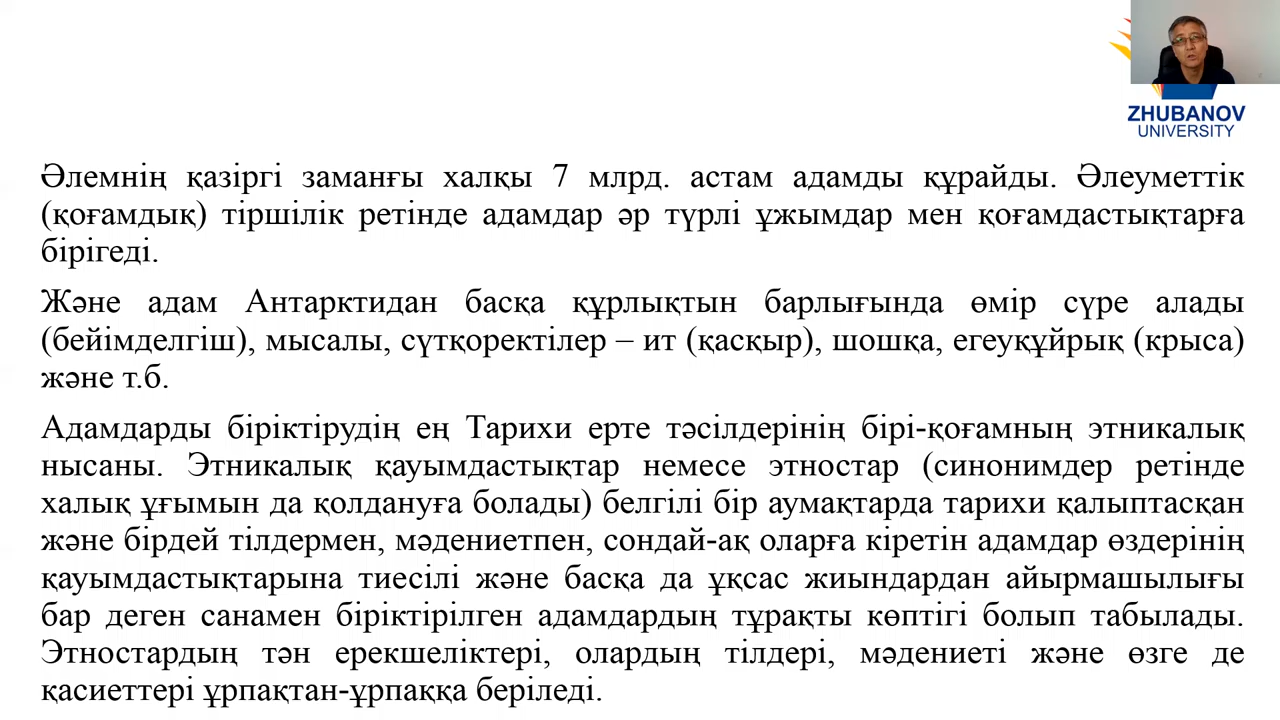 ZHUBANOV
UNIVERSITY
Әлемнің қазіргі заманғы халқы 7 млрд. астам адамды құрайды. Әлеуметтік
(қоғамдық) тіршілік ретінде адамдар әр түрлі ұжымдар мен қоғамдастықтарға
бірігеді.
Және адам Антарктидан басқа құрлықтын барлығында өмір сүре алады
(бейімделгіш), мысалы, сүтқоректілер – ит (қасқыр), шошқа, егеуқұйрық (крыса)
және т.б.
Адамдарды біріктірудің ең Тарихи ерте тәсілдерінің бірі-қоғамның этникалық
нысаны. Этникалық қауымдастықтар немесе этностар (синонимдер ретінде
халық ұғымын да қолдануға болады) белгілі бір аумақтарда тарихи қалыптасқан
және бірдей тілдермен, мәдениетпен, сондай-ақ оларға кіретін адамдар өздерінің
қауымдастықтарына тиесілі және басқа да ұқсас жиындардан айырмашылығы
бар деген санамен біріктірілген адамдардың тұрақты көптігі болып табылады.
Этностардың тән ерекшеліктері, олардың тілдері, мәдениеті және өзге де
қасиеттері ұрпақтан-ұрпаққа беріледі.